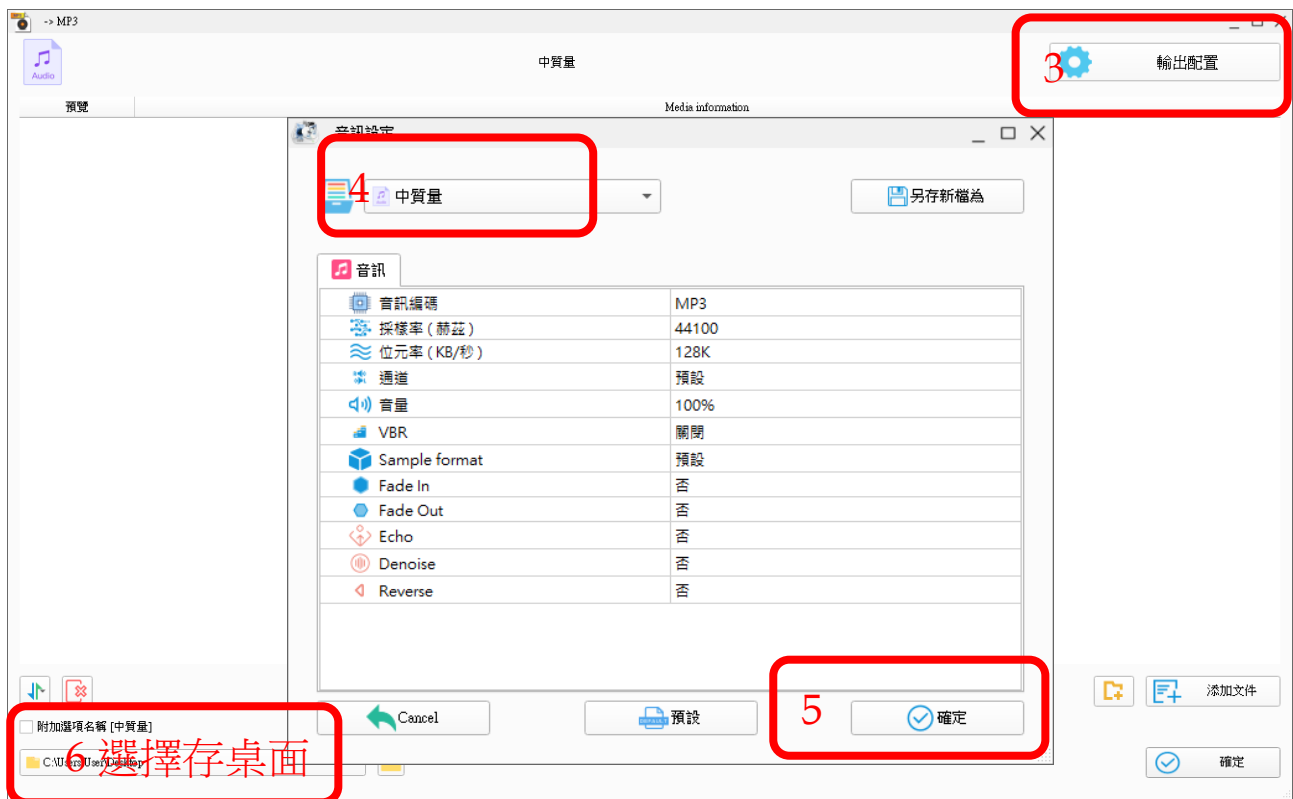 -> MP3
Audio
中質量
3
輸出配置
預覽
Media information
音訊設定
4
中質量
另存新檔為
音訊
音訊編碼
MP3
採樣率 ( 赫茲 )
44100
位元率 ( KB/秒 )
128K
通道
預設
音量
100%
VBR
關閉
Sample format
預設
Fade In
否
Fade Out
否
Echo
否
Denoise
否
Reverse
否
Cancel
DEFAULT
預設
5
確定
添加文件
附加選項名稱 [中質量]
C:\Users\User\Desktop
6 選擇存桌面
確定